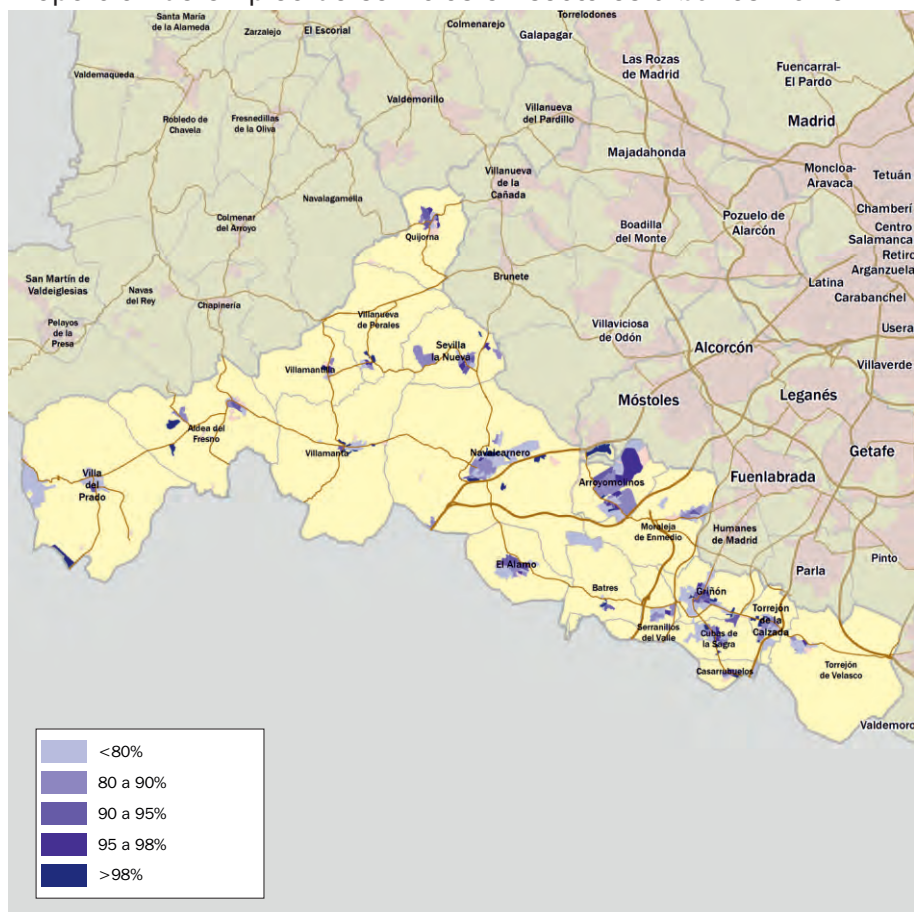 Santa María
de la Alameda
Zarzalejo
El Escorial
Colmenarejo
Torrelodones
Galapagar
Las Rozas
de Madrid
Fuencarral-
El Pardo
Valdemaqueda
Robledo de
Chavela
Fresnedillas
de la Oliva
Valdemorillo
Villanueva
del Pardillo
Madrid
Majadahonda
Moncloa-
Aravaca
Tetuán
Villanueva
de la
Cañada
Navalagamella
Colmenar
del Arroyo
Quijorna
Boadilla
del Monte
Pozuelo de
Alarcón
Chamberí
Centro
Salamanca
Retiro
Arganzuela
Latina
Carabanchel
San Martín de
Valdeiglesias
Navas
del Rey
Chapinería
Brunete
Pelayos
de la
Presa
Villanueva
de Perales
Villaviciosa
de Odón
Usera
Sevilla
la Nueva
Alcorcón
Villaverde
Villamantilla
Móstoles
Leganés
Aldea del
Fresno
Villamanta
Navalcarnero
Getafe
Villa
del
Prado
Arroyomolinos
Fuenlabrada
Moraleja
de Enmedio
Humanes
de Madrid
El Álamo
Parla
Pinto
Batres
Griñón
Serranillos
del Valle
Cubas de
la Sagra
Torrejón
de la
Calzada
Casarrubuelos
Torrejón
de Velasco
Valdemoro
<80%
80 a 90%
90 a 95%
95 a 98%
>98%